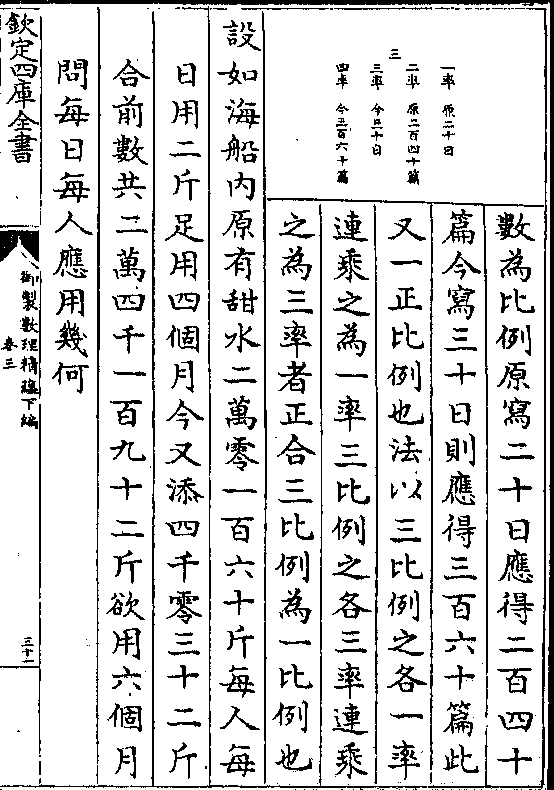 一率 原二十日
二率 原二百四十篇
三
三率 今三十日
四率 今三百六十篇
數為比例原寫二十日應得二百四十
篇今寫三十日則應得三百六十篇此
又一正比例也法以三比例之各一率
連乘之為一率三比例之各三率連乘
之為三率者正合三比例為一比例也
設如海船内原有甜水二萬零一百六十斤每人每
日用二斤足用四個月今又添四千零三十二斤
合前數共二萬四千一百九十二斤欲用六個月
問每日每人應用幾何
欽定四庫全書
御製數理精蘊下編
卷三
三十一